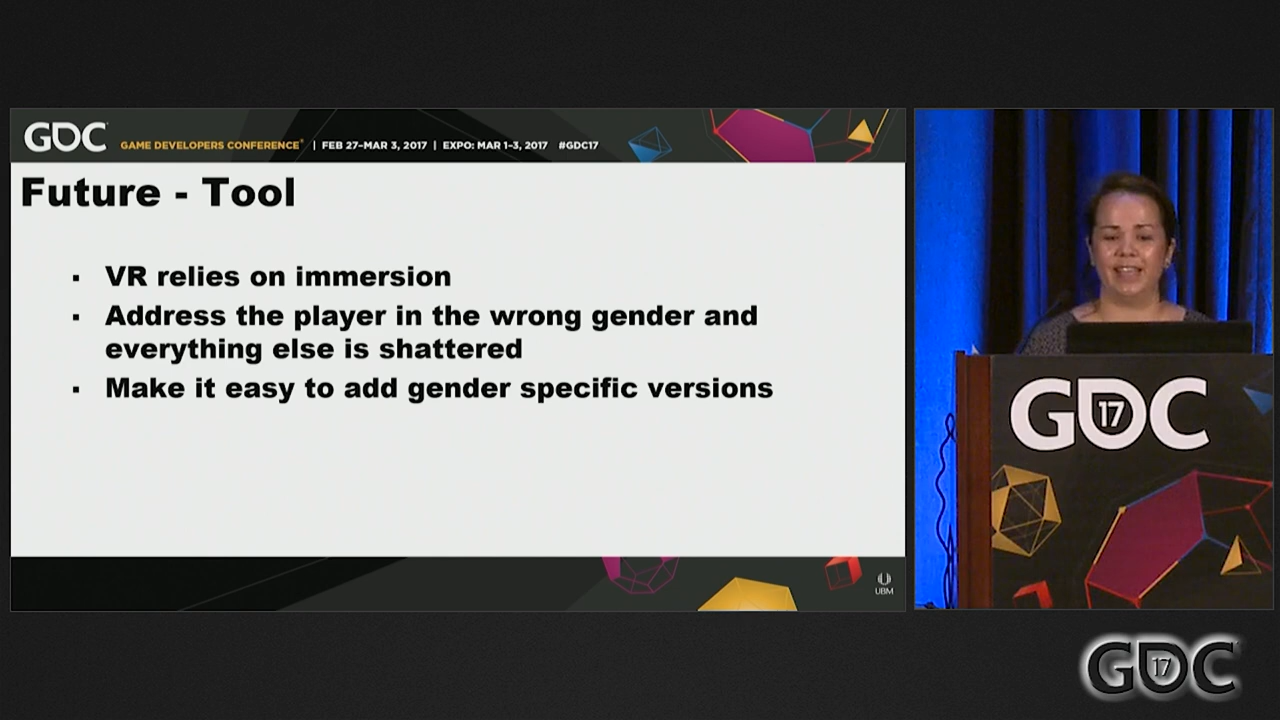 GDC GAME DEVELOPERS CONFERENCE® | FEB 27–MAR 3, 2017 | EXPO: MAR 1–3, 2017 #GDC17
Future - Tool
▪ VR relies on immersion
▪ Address the player in the wrong gender and
everything else is shattered
▪ Make it easy to add gender specific versions
UBM
GDC 17
GDC 17